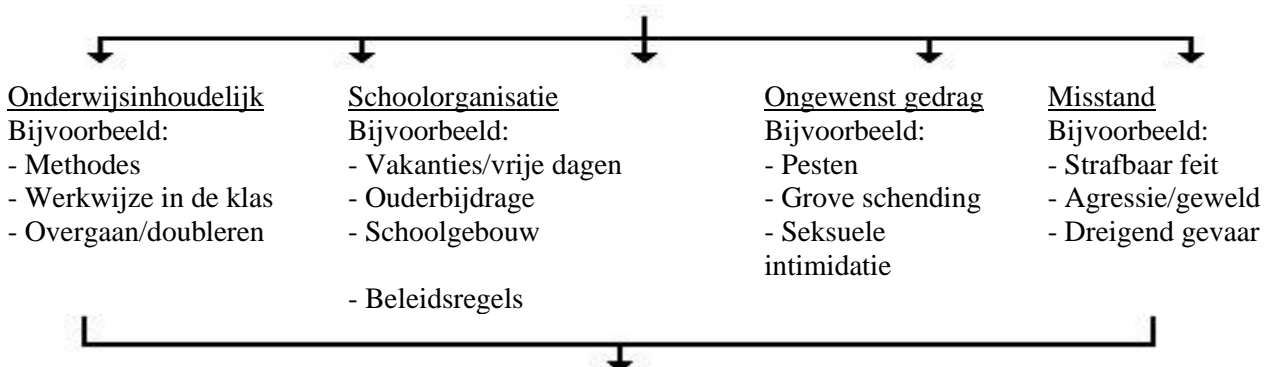 Onderwijsinhoudelijk
Bijvoorbeeld:
- Methodes
- Werkwijze in de klas
- Overgaan/doubleren
Schoolorganisatie
Bijvoorbeeld:
- Vakanties/vrije dagen
- Ouderbijdrage
- Schoolgebouw
- Beleidsregels
Ongewenst gedrag
Bijvoorbeeld:
- Pesten
- Grove schending
- Seksuele
intimidatie
Misstand
Bijvoorbeeld:
- Strafbaar feit
- Agressie/geweld
- Dreigend gevaar